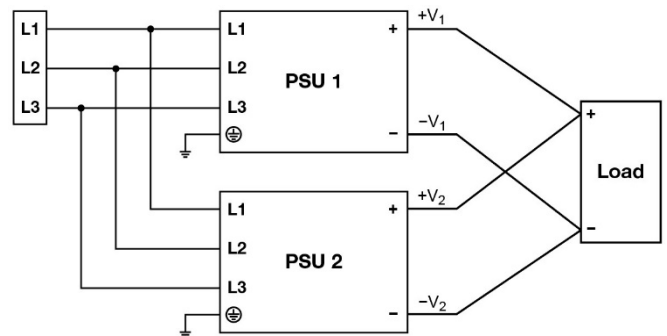 L1
L2
L3
L1
L2
L3
PSU 1
+
−
+V₁
−V₁
L1
L2
L3
PSU 2
+
−
+V₂
−V₂
+
−
Load